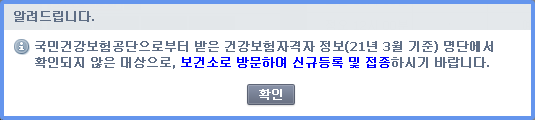 알려드립니다.
국민건강보험공단으로부터 받은 건강보험자격자 정보(21년 3월 기준) 명단에서
확인되지 않은 대상으로, 보건소로 방문하여 신규등록 및 접종하시기 바랍니다.
확인